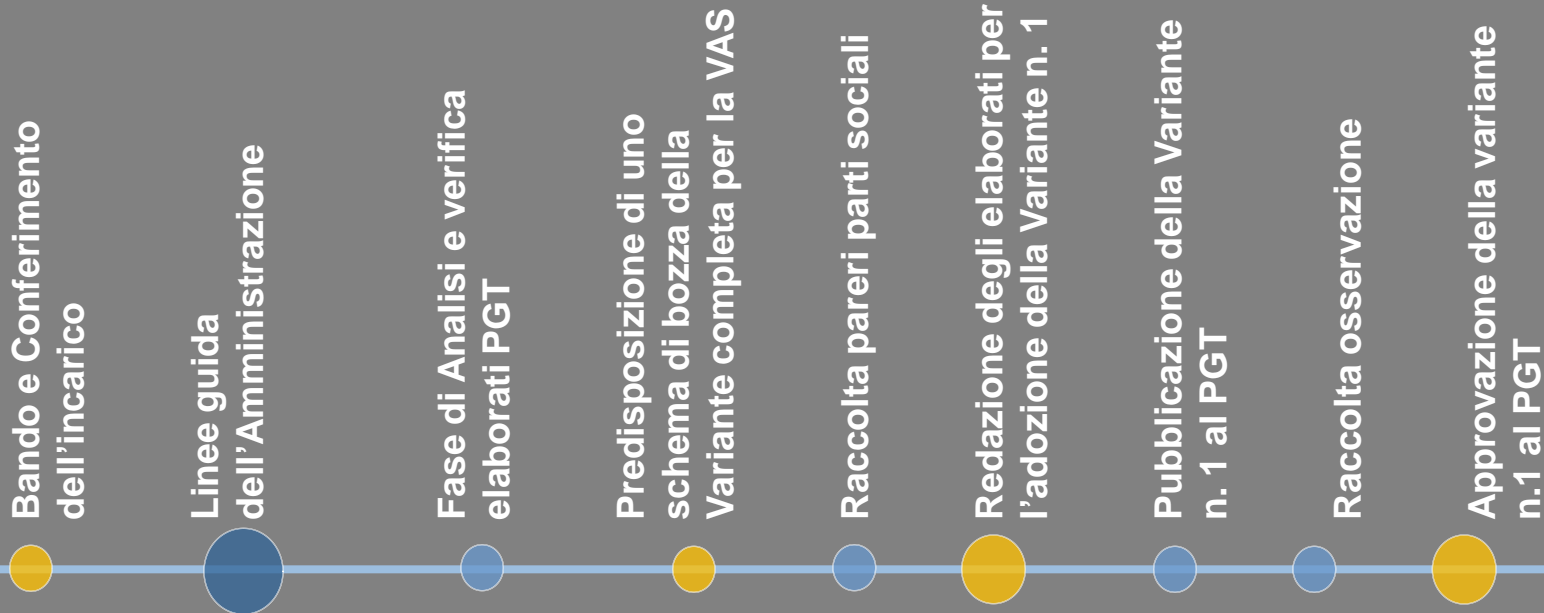 Bando e Conferimento
dell'incarico
Linee guida
dell'Amministrazione
Fase di Analisi e verifica
elaborati PGT
Predisposizione di uno
schema di bozza della
Variante completa per la VAS
Raccolta pareri parti sociali
Redazione degli elaborati per
l'adozione della Variante n. 1
Pubblicazione della Variante
n. 1 al PGT
Raccolta osservazione
Approvazione della variante
n.1 al PGT